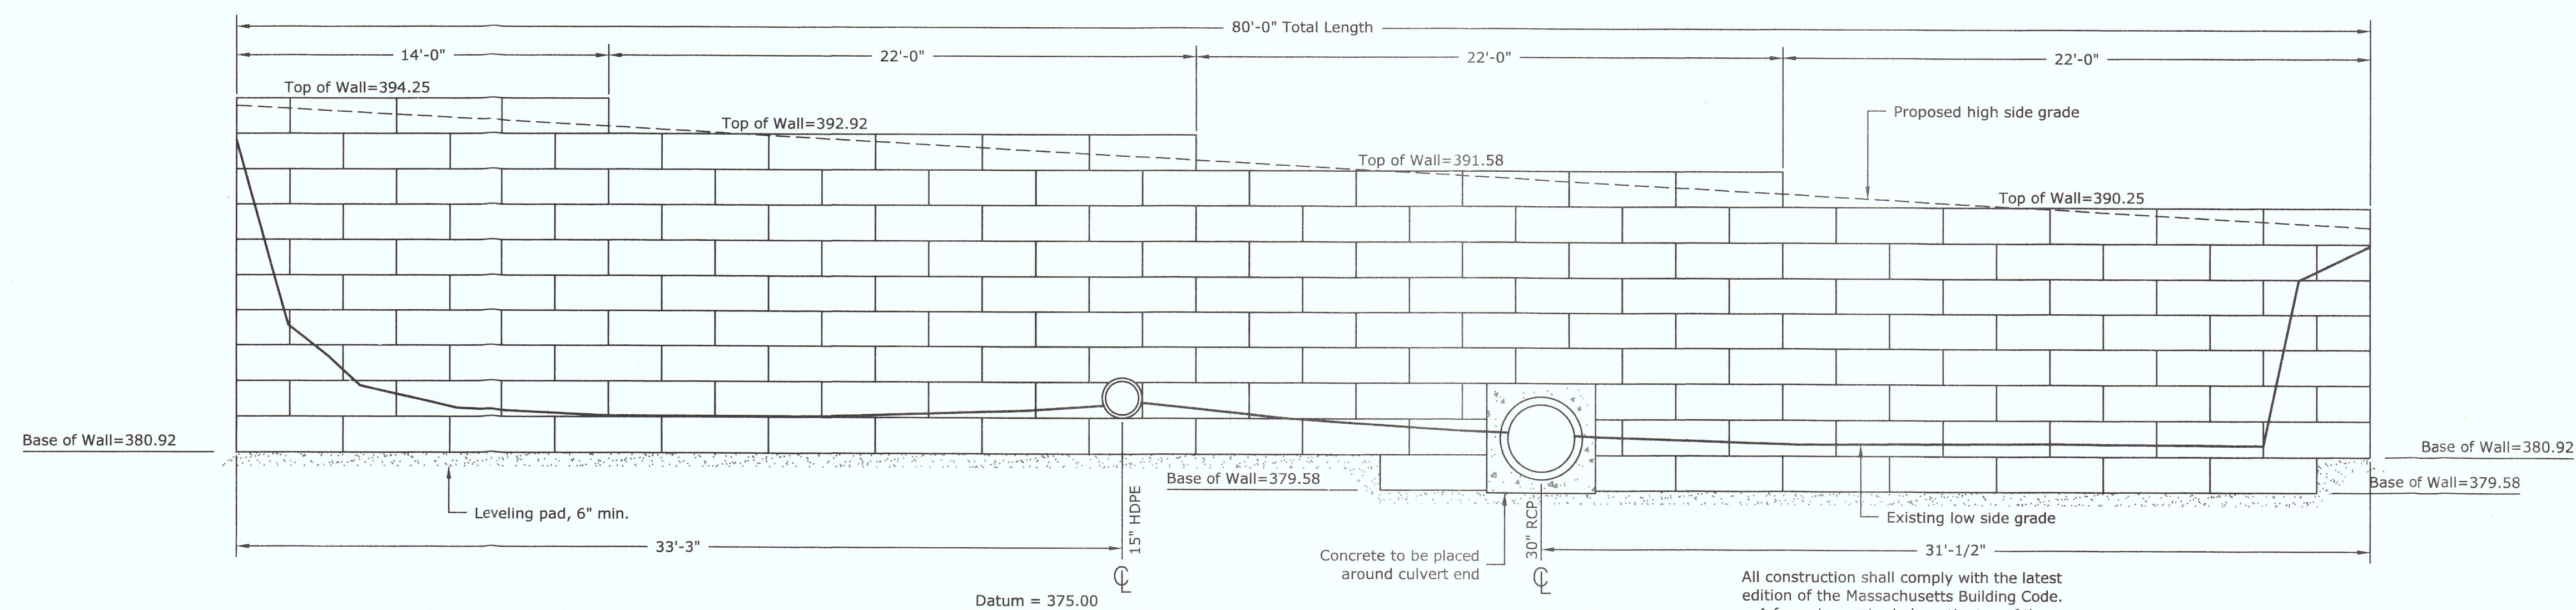 80'-0" Total Length
14'-0"
22'-0"
22'-0"
22'-0"
Top of Wall=394.25
Top of Wall=392.92
Top of Wall=391.58
Top of Wall=390.25
Proposed high side grade
Base of Wall=380.92
Base of Wall=380.92
Base of Wall=379.58
Base of Wall=379.58
Leveling pad, 6" min.
15" HDPE
30" RCP
Existing low side grade
33'-3"
31'-1/2"
Concrete to be placed
around culvert end
℄
℄
Datum = 375.00
All construction shall comply with the latest
edition of the Massachusetts Building Code.